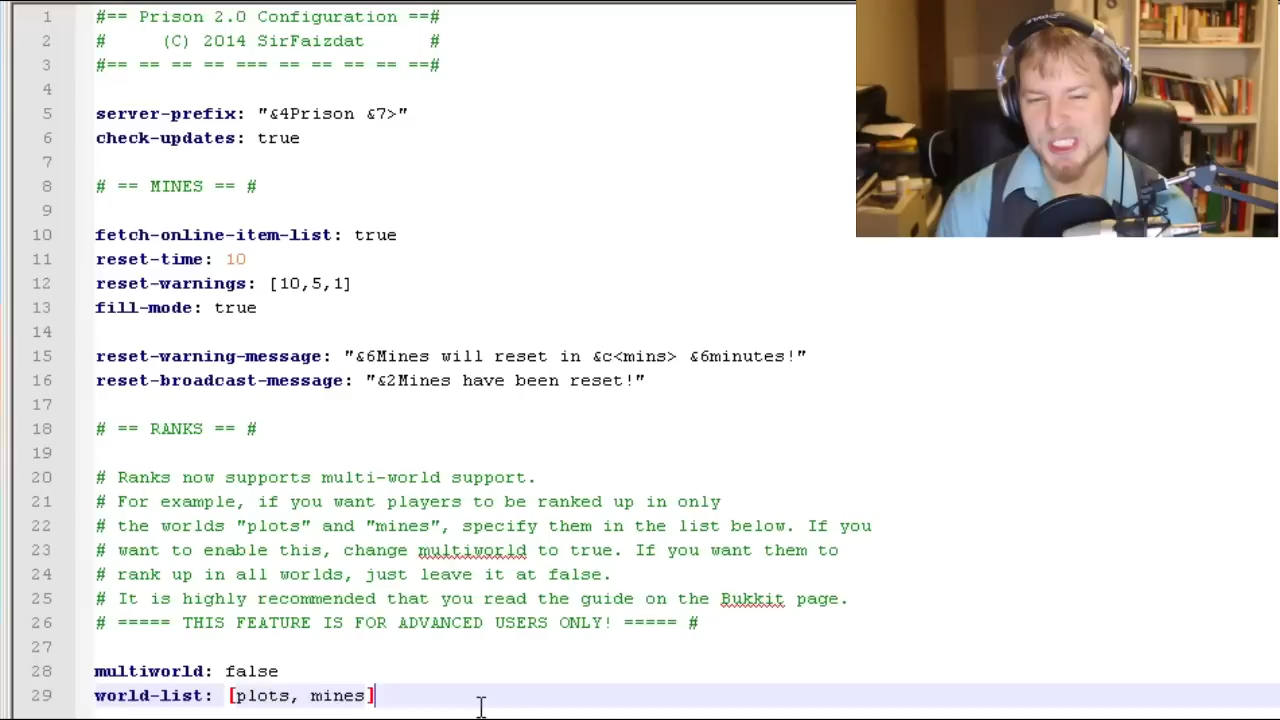 1 #== Prison 2.0 Configuration ==#
2 #      (C) 2014 SirFaizdat      #
3 #== == == == === == == == == ==#
4
5 server-prefix: "&4Prison &7>"
6 check-updates: true
7
8 # == MINES == #
9
10 fetch-online-item-list: true
11 reset-time: 10
12 reset-warnings: [10,5,1]
13 fill-mode: true
14
15 reset-warning-message: "&6Mines will reset in &c<mins> &6minutes!"
16 reset-broadcast-message: "&2Mines have been reset!"
17
18 # == RANKS == #
19
20 # Ranks now supports multi-world support.
21 # For example, if you want players to be ranked up in only
22 # the worlds "plots" and "mines", specify them in the list below. If you
23 # want to enable this, change multiworld to true. If you want them to
24 # rank up in all worlds, just leave it at false.
25 # It is highly recommended that you read the guide on the Bukkit page.
26 # ===== THIS FEATURE IS FOR ADVANCED USERS ONLY! ===== #
27
28 multiworld: false
29 world-list: [plots, mines]